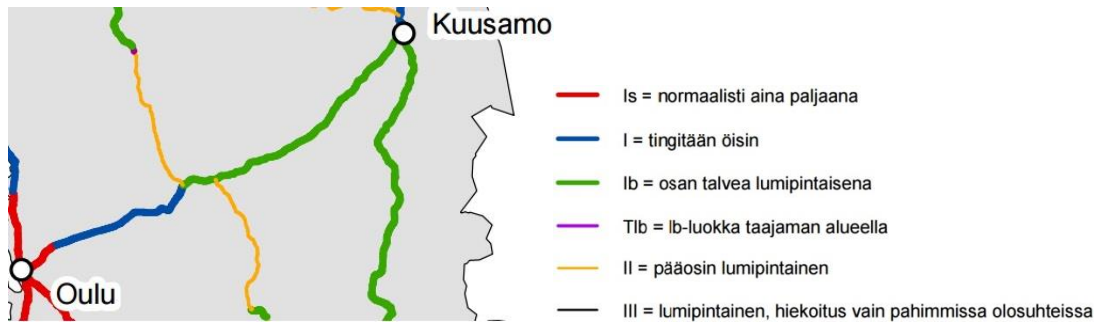 Kuusamo
Oulu
Is = normaalisti aina paljaana
I = tingitään öisin
Ib = osan talvea lumipintaisena
TIb = Ib-luokka taajaman alueella
II = pääosin lumipintainen
III = lumipintainen, hiekoitus vain pahimmissa olosuhteissa